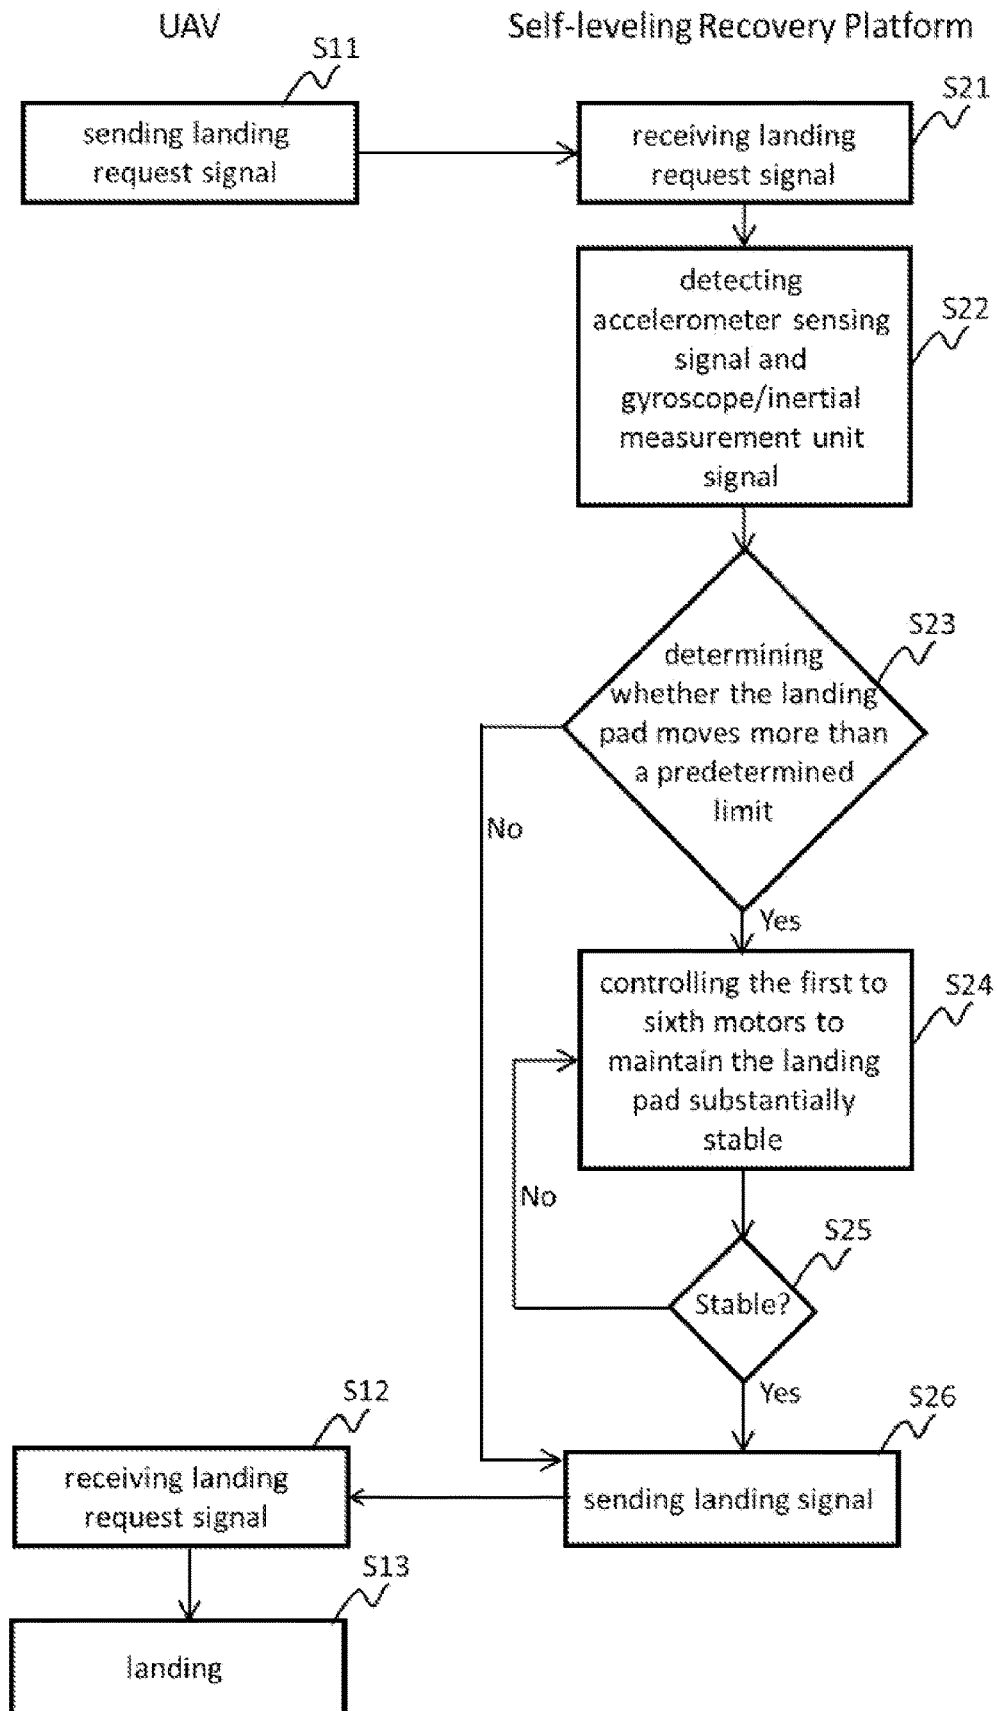 UAV
Self-leveling Recovery Platform
S11
sending landing
request signal
S21
receiving landing
request signal
S22
detecting
accelerometer sensing
signal and
gyroscope/inertial
measurement unit
signal
S23
determining
whether the landing
pad moves more than
a predetermined
limit
No
Yes
S24
controlling the first to
sixth motors to
maintain the landing
pad substantially
stable
No
S25
Stable?
Yes
S26
sending landing signal
S12
receiving landing
request signal
S13
landing